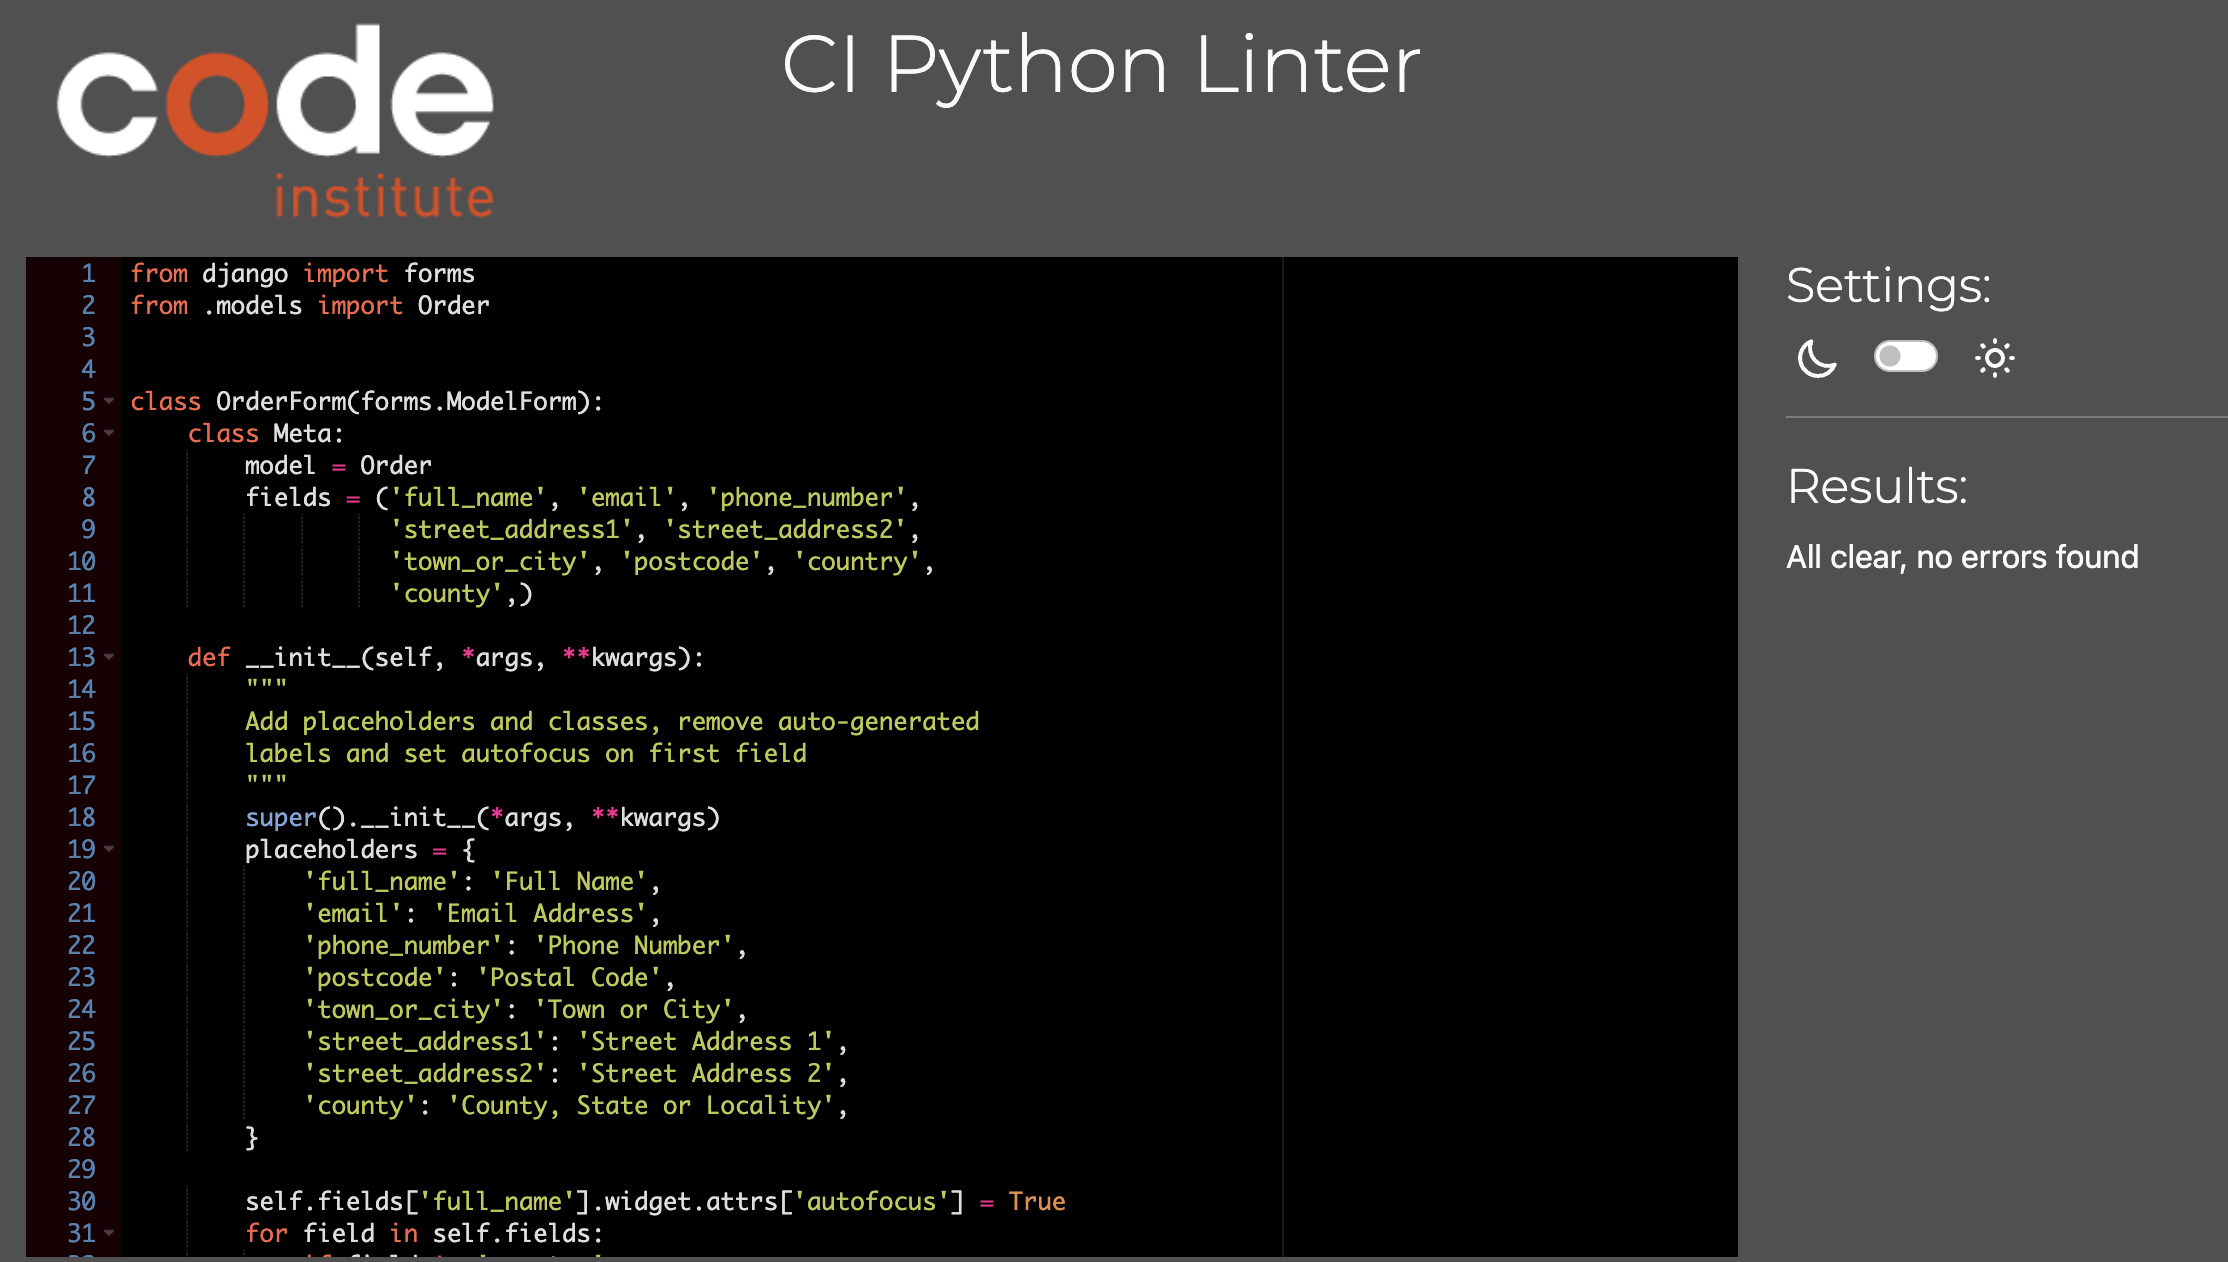 code
institute
CI Python Linter
1 from django import forms
2 from .models import Order
3
4
5 class OrderForm(forms.ModelForm):
6     class Meta:
7         model = Order
8         fields = ('full_name', 'email', 'phone_number',
9                   'street_address1', 'street_address2',
10                   'town_or_city', 'postcode', 'country',
11                   'county',)
12
13     def __init__(self, *args, **kwargs):
14         """
15         Add placeholders and classes, remove auto-generated
16         labels and set autofocus on first field
17         """
18         super().__init__(*args, **kwargs)
19         placeholders = {
20             'full_name': 'Full Name',
21             'email': 'Email Address',
22             'phone_number': 'Phone Number',
23             'postcode': 'Postal Code',
24             'town_or_city': 'Town or City',
25             'street_address1': 'Street Address 1',
26             'street_address2': 'Street Address 2',
27             'county': 'County, State or Locality',
28         }
29
30         self.fields['full_name'].widget.attrs['autofocus'] = True
31         for field in self.fields:
Settings:
Results:
All clear, no errors found